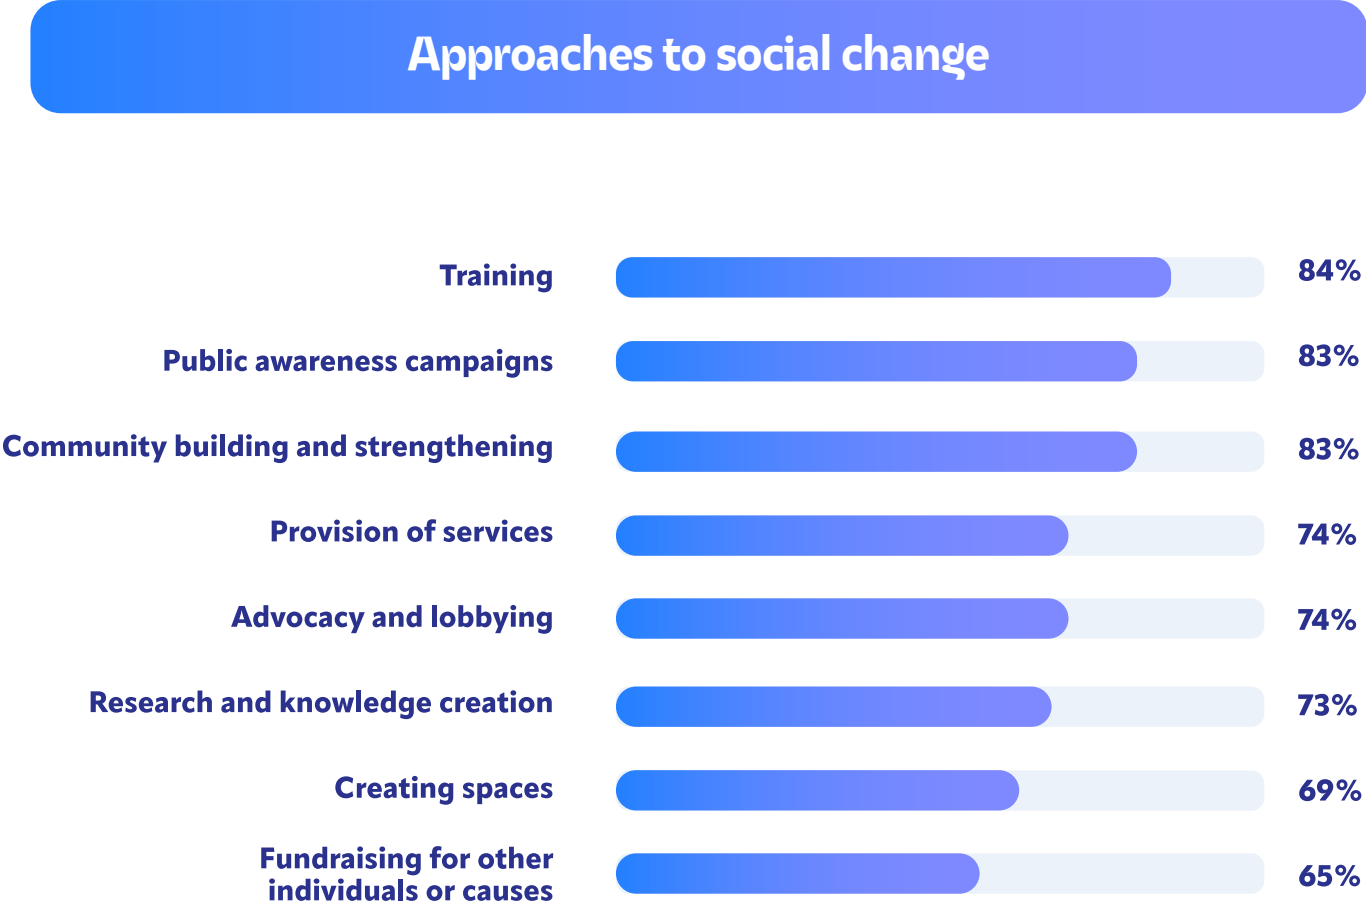 Approaches to social change
Training 84%
Public awareness campaigns 83%
Community building and strengthening 83%
Provision of services 74%
Advocacy and lobbying 74%
Research and knowledge creation 73%
Creating spaces 69%
Fundraising for other
individuals or causes 65%